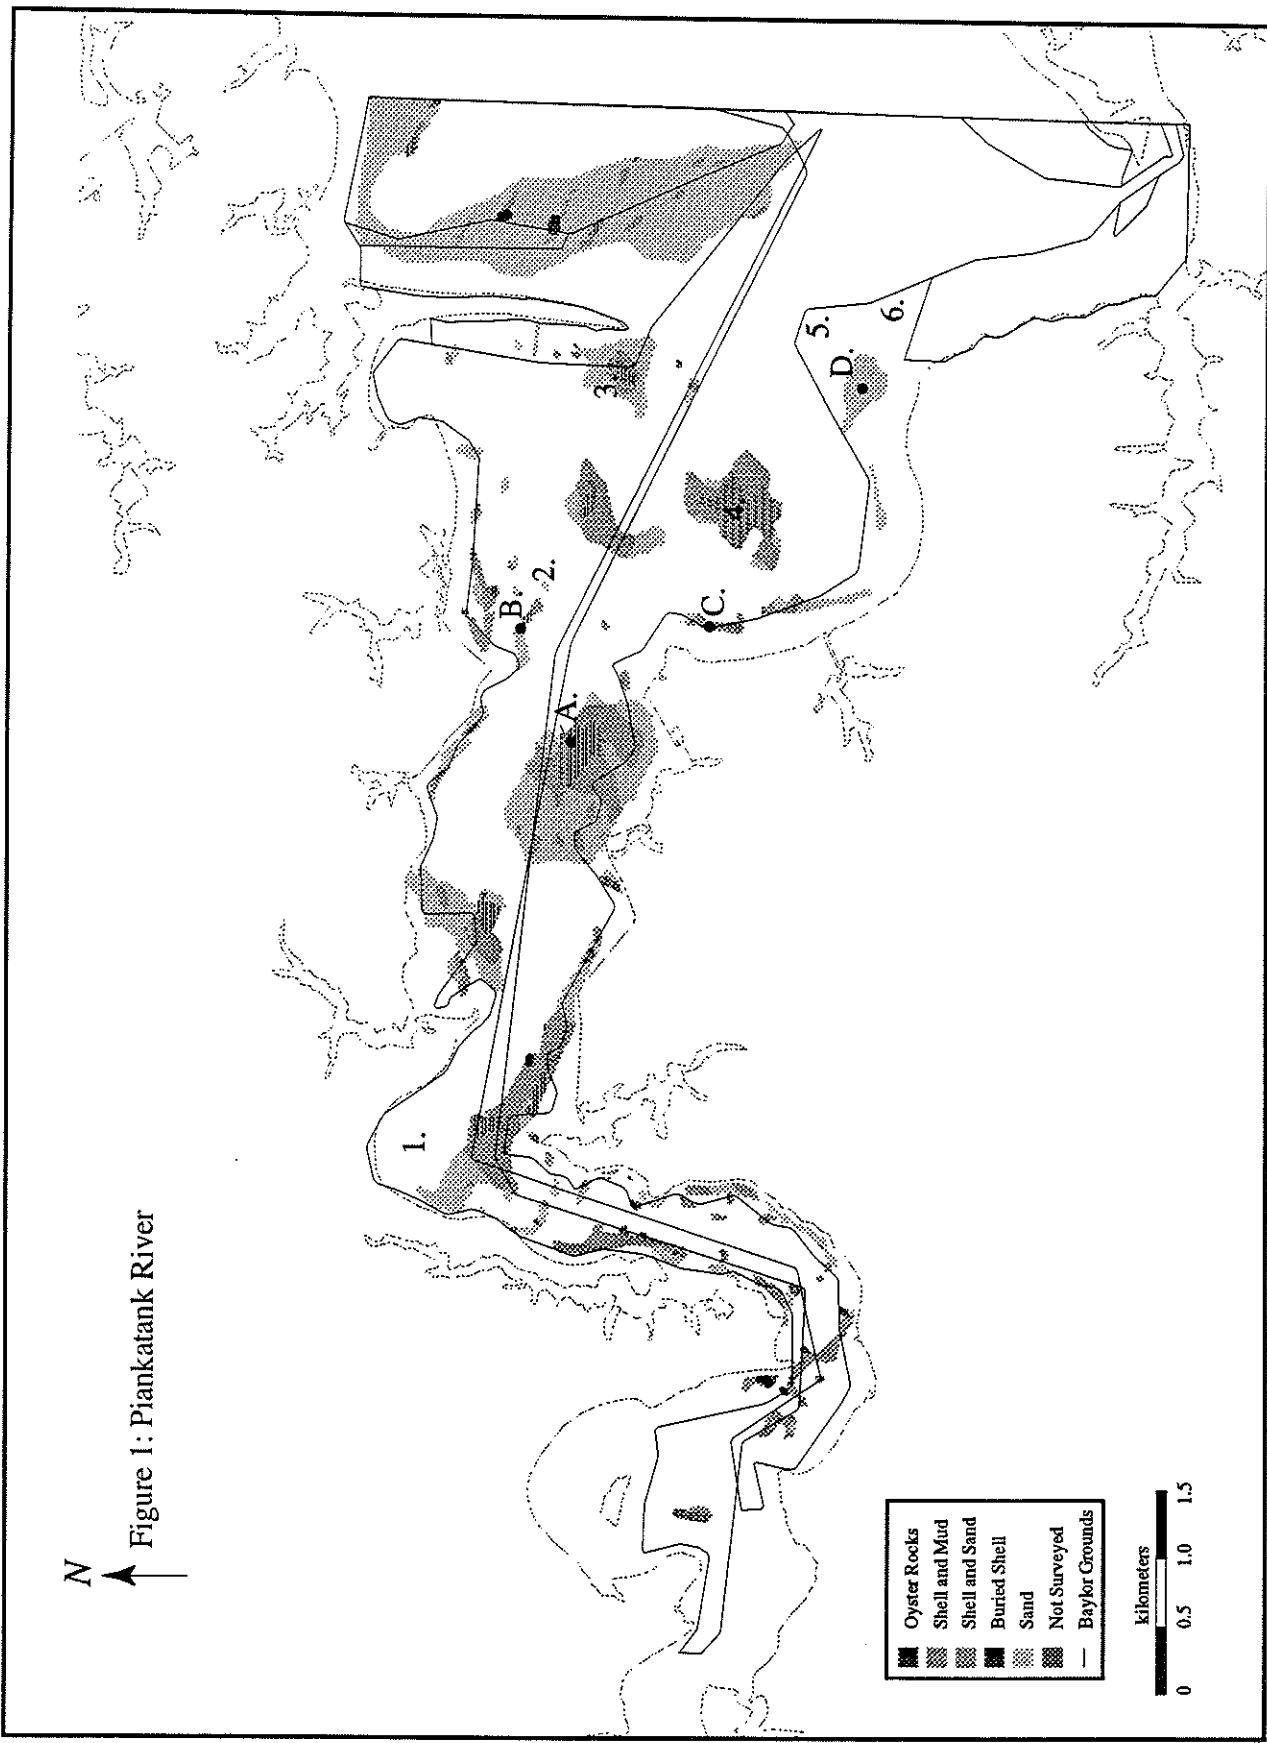 N
Figure 1: Piankatank River
1.
2.
3.
4.
5.
6.
A.
B.
C.
D.
Oyster Rocks
Shell and Mud
Shell and Sand
Buried Shell
Sand
Not Surveyed
Baylor Grounds
kilometers
0 0.5 1.0 1.5